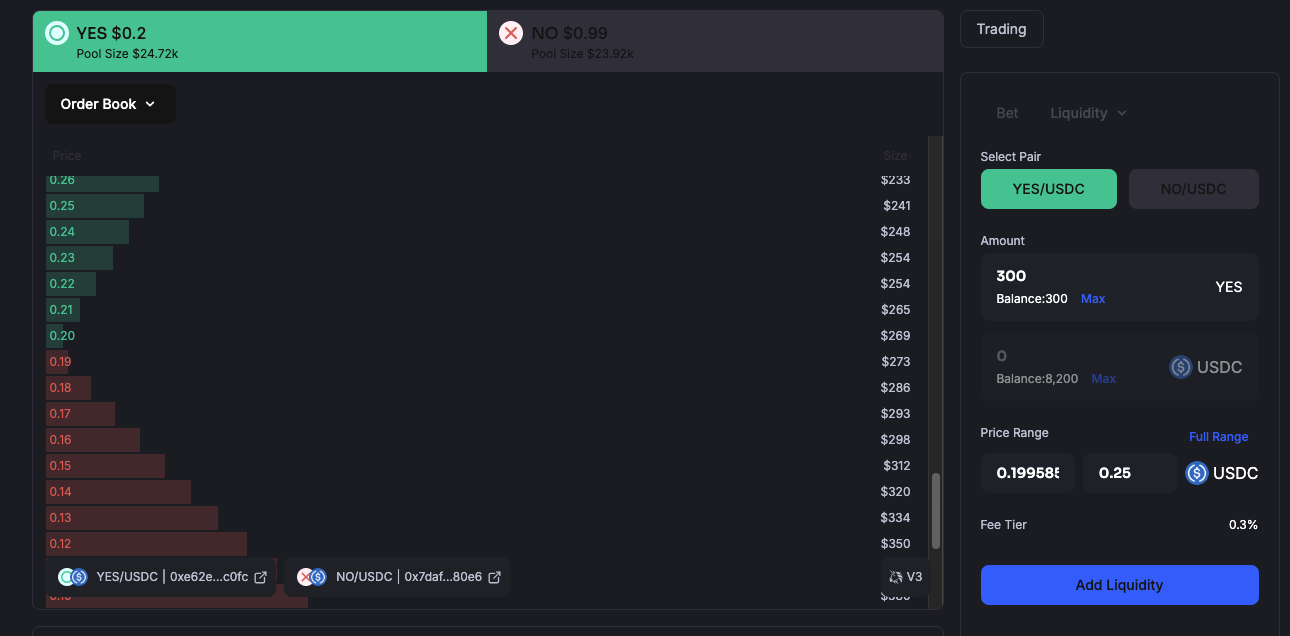 YES $0.2
Pool Size $24.72k
NO $0.99
Pool Size $23.92k
Order Book
Price Size
0.26 $233
0.25 $241
0.24 $248
0.23 $254
0.22 $254
0.21 $265
0.20 $269
0.19 $273
0.18 $286
0.17 $293
0.16 $298
0.15 $312
0.14 $320
0.13 $334
0.12 $350
YES/USDC | 0xe62e...c0fc
NO/USDC | 0x7daf...80e6
V3
Trading
Bet Liquidity
Select Pair
YES/USDC NO/USDC
Amount
300
Balance:300 Max
YES
0
Balance:8,200 Max
USDC
Price Range Full Range
0.199585 0.25 USDC
Fee Tier 0.3%
Add Liquidity